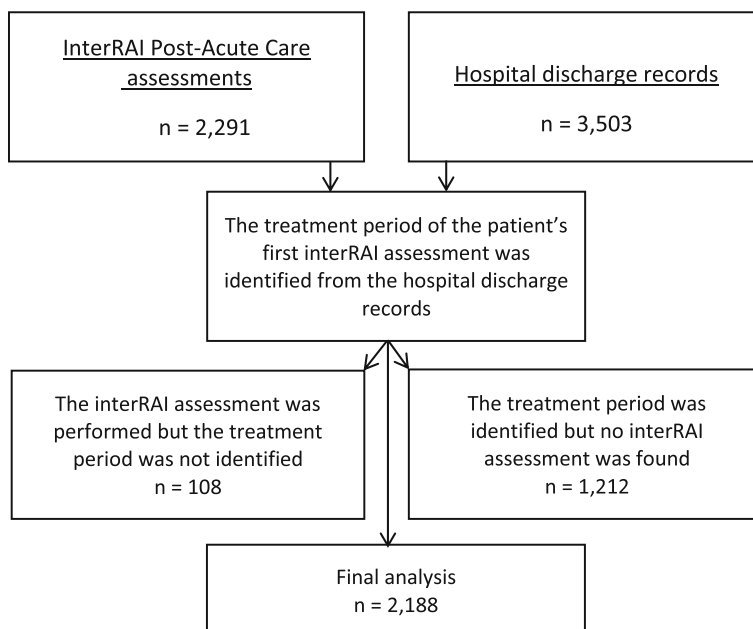 InterRAI Post-Acute Care
assessments
n = 2,291
Hospital discharge records
n = 3,503
The treatment period of the patient's
first interRAI assessment was
identified from the hospital discharge
records
The interRAI assessment was
performed but the treatment
period was not identified
n = 108
The treatment period was
identified but no interRAI
assessment was found
n = 1,212
Final analysis
n = 2,188